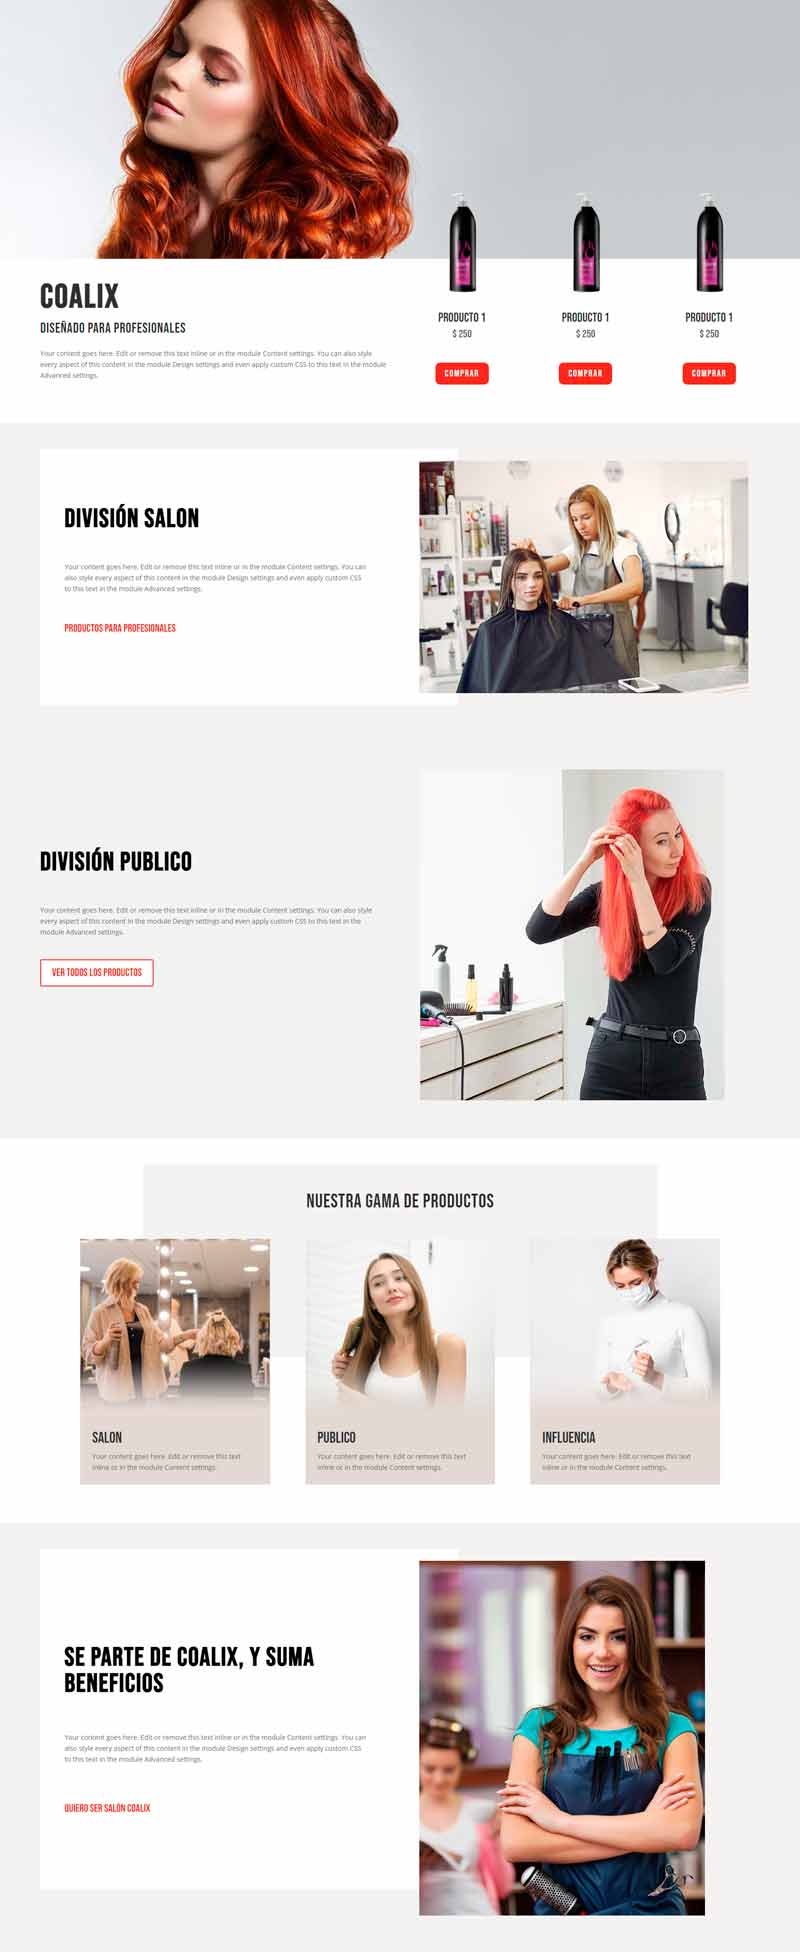 COALIX
DISEÑADO PARA PROFESIONALES
Your content goes here. Edit or remove this text inline or in the module Content settings. You can also style
every aspect of this content in the module Design settings and even apply custom CSS to this text in the module
Advanced settings.
PRODUCTO 1
$ 250
COMPRAR
PRODUCTO 1
$ 250
COMPRAR
PRODUCTO 1
$ 250
COMPRAR
DIVISIÓN SALON
Your content goes here. Edit or remove this text inline or in the module Content settings. You can
also style every aspect of this content in the module Design settings and even apply custom CSS
to this text in the module Advanced settings.
PRODUCTOS PARA PROFESIONALES
DIVISIÓN PUBLICO
Your content goes here. Edit or remove this text inline or in the module Content settings. You can also style
every aspect of this content in the module Design settings and even apply custom CSS to this text in the
module Advanced settings.
VER TODOS LOS PRODUCTOS
NUESTRA GAMA DE PRODUCTOS
SALON
Your content goes here. Edit or remove this text
inline or in the module Content settings.
PUBLICO
Your content goes here. Edit or remove this text
inline or in the module Content settings.
INFLUENCIA
Your content goes here. Edit or remove this text
inline or in the module Content settings.
SE PARTE DE COALIX, Y SUMA
BENEFICIOS
Your content goes here. Edit or remove this text inline or in the module Content settings. You can
also style every aspect of this content in the module Design settings and even apply custom CSS
to this text in the module Advanced settings.
QUIERO SER SALÓN COALIX